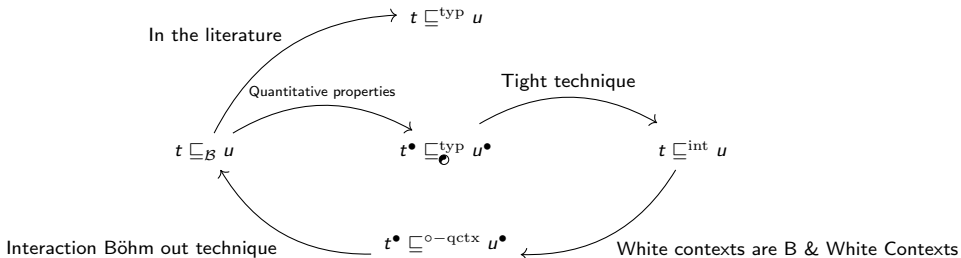 t ⊑ᵗʸᵖ u
In the literature
Quantitative properties
Tight technique
t ⊑_ℬ u
t• ⊑ᵗʸᵖ_☯ u•
t ⊑ⁱⁿᵗ u
t• ⊑^{∘−qctx} u•
Interaction Böhm out technique
White contexts are B & White Contexts